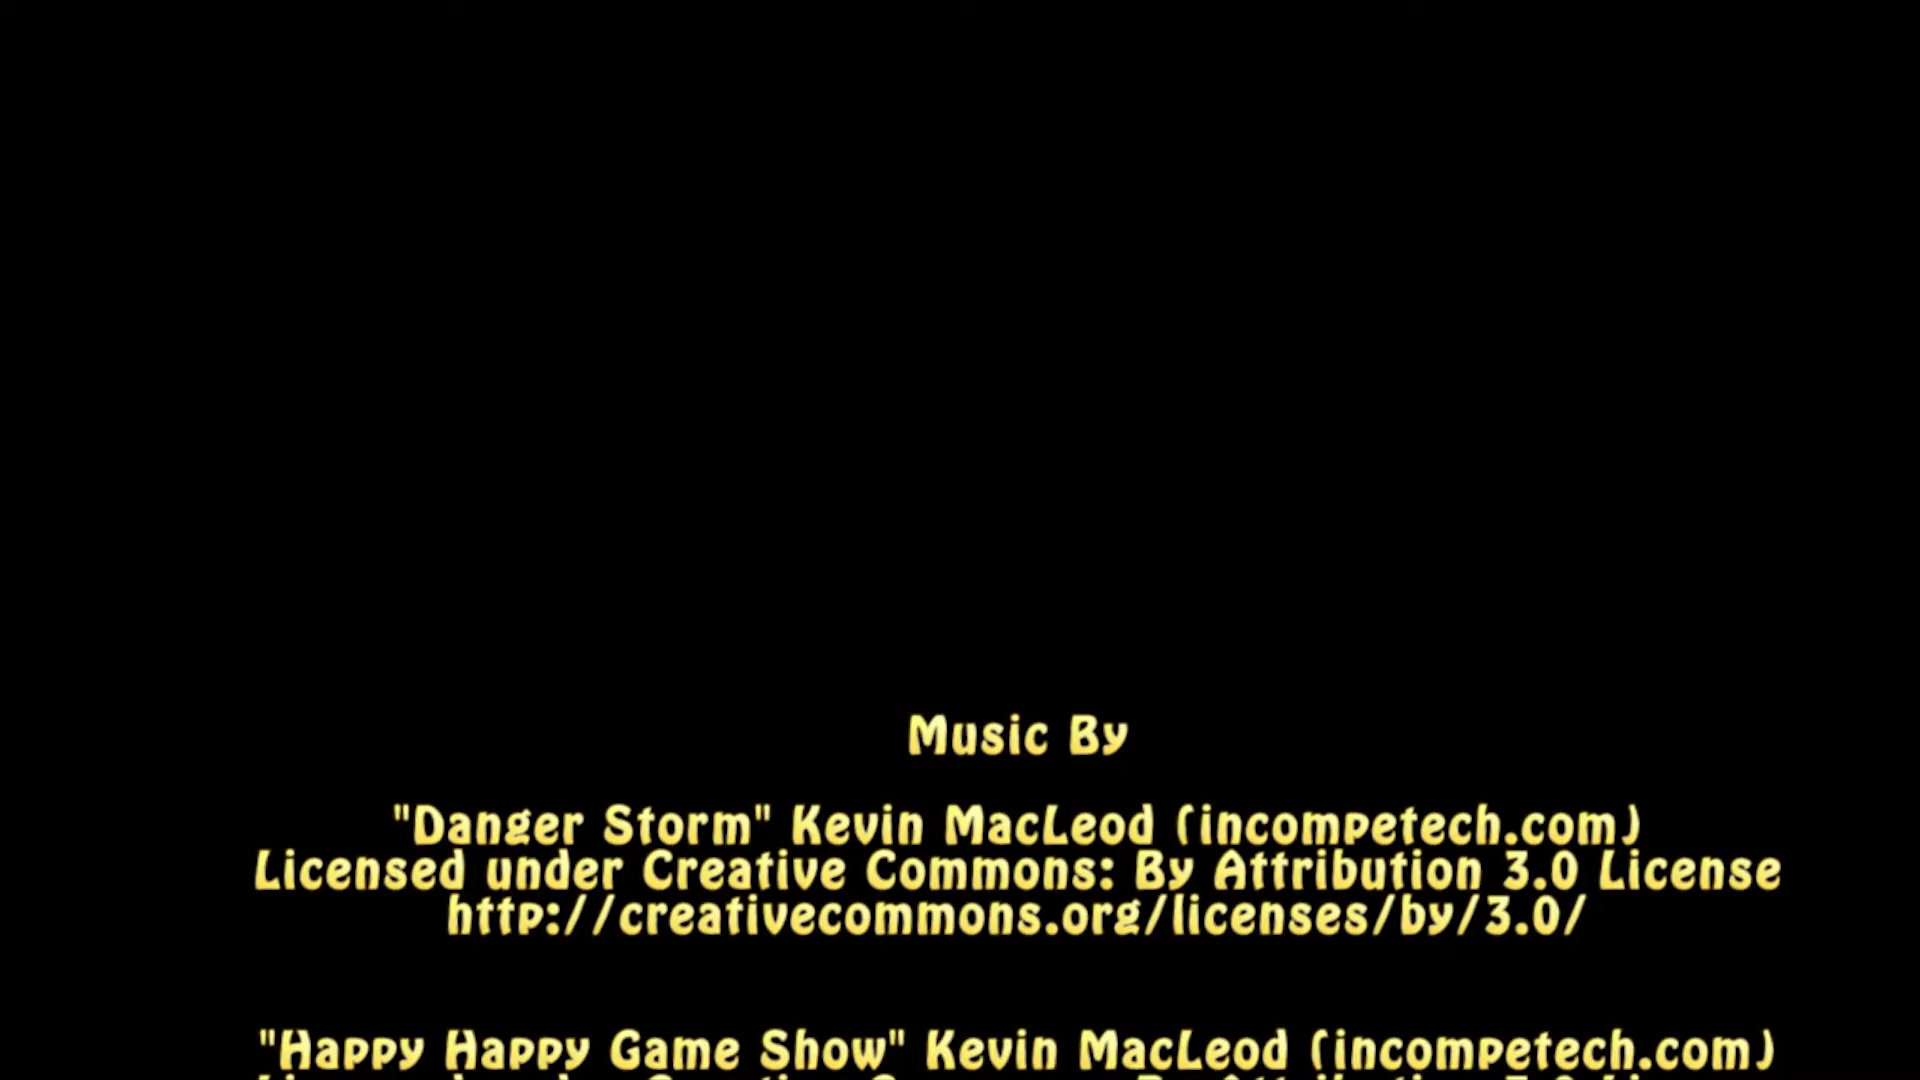 Music By
"Danger Storm" Kevin MacLeod (incompetech.com)
Licensed under Creative Commons: By Attribution 3.0 License
http://creativecommons.org/licenses/by/3.0/
"Happy Happy Game Show" Kevin MacLeod (incompetech.com)